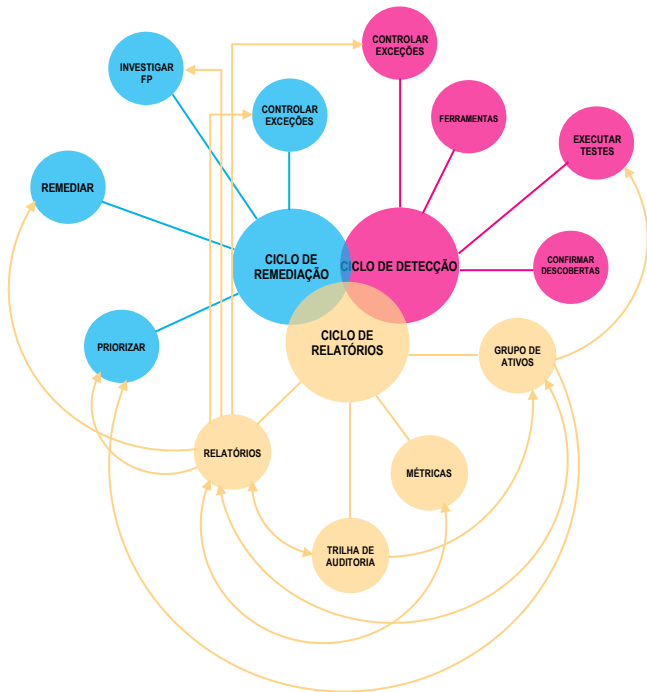 CONTROLAR
EXCEÇÕES
INVESTIGAR
FP
CONTROLAR
EXCEÇÕES
FERRAMENTAS
EXECUTAR
TESTES
REMEDIAR
CICLO DE
REMEDIAÇÃO
CICLO DE DETECÇÃO
CONFIRMAR
DESCOBERTAS
CICLO DE
RELATÓRIOS
PRIORIZAR
GRUPO DE
ATIVOS
RELATÓRIOS
MÉTRICAS
TRILHA DE
AUDITORIA